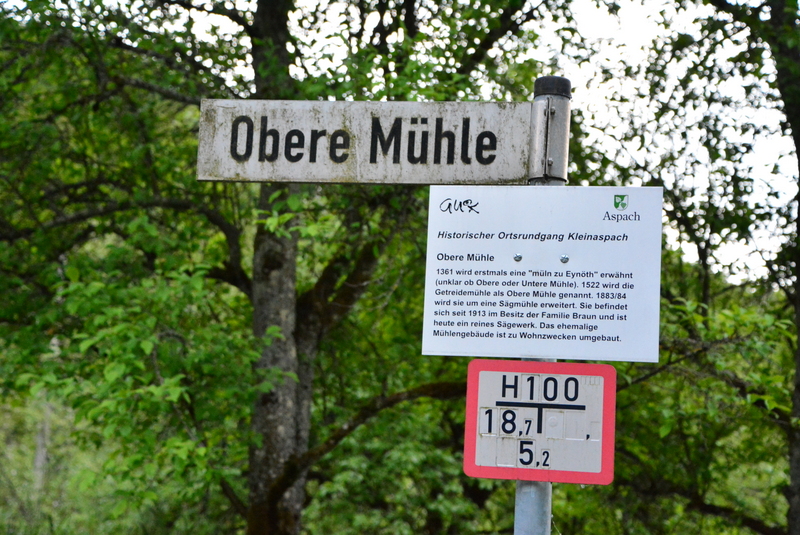 Obere Mühle
Aspach
Historischer Ortsrundgang Kleinaspach
Obere Mühle
1361 wird erstmals eine "müln zu Eynöth" erwähnt
(unklar ob Obere oder Untere Mühle). 1522 wird die
Getreidemühle als Obere Mühle genannt. 1883/84
wird sie um eine Sägmühle erweitert. Sie befindet
sich seit 1913 im Besitz der Familie Braun und ist
heute ein reines Sägewerk. Das ehemalige
Mühlengebäude ist zu Wohnzwecken umgebaut.
H100
18,7 ,
5,2